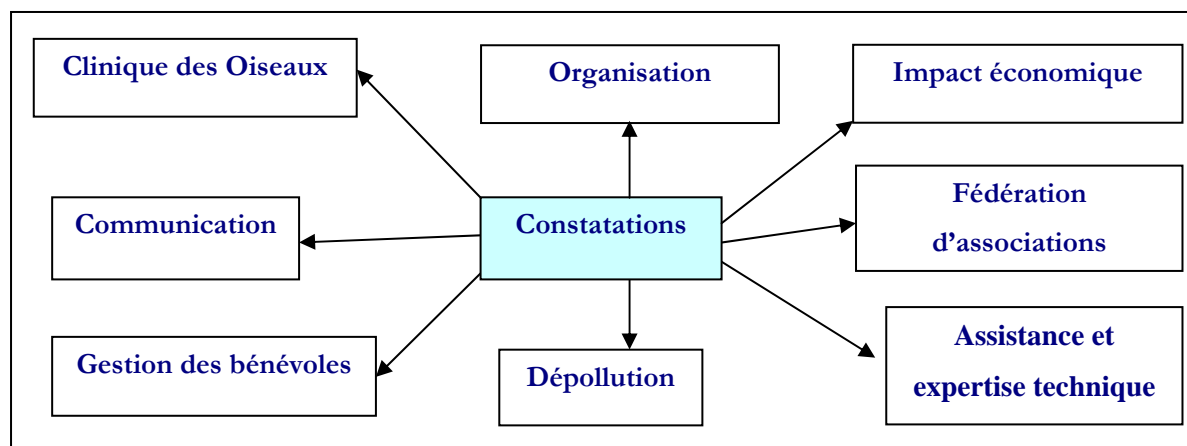 Clinique des Oiseaux
Organisation
Impact économique
Communication
Constatations
Fédération
d’associations
Gestion des bénévoles
Dépollution
Assistance et
expertise technique